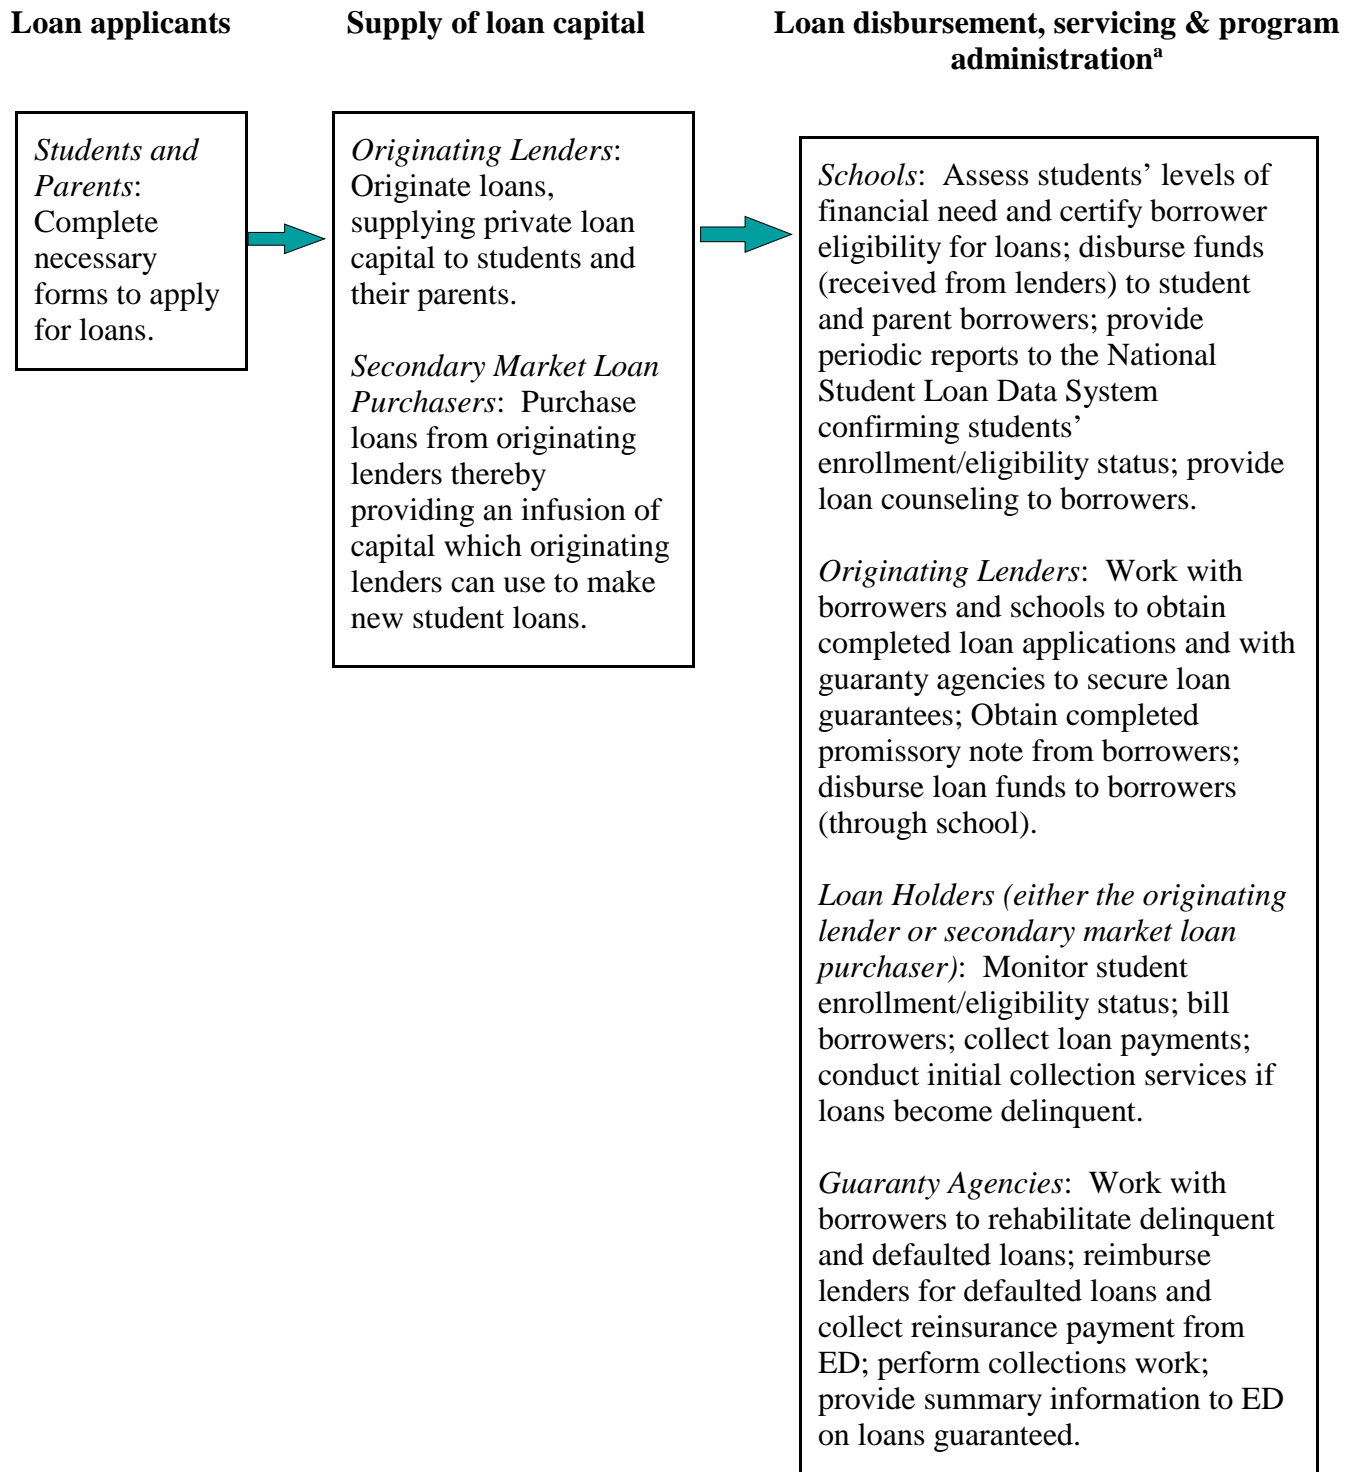 Loan applicants
Supply of loan capital
Loan disbursement, servicing & program
administrationᵃ
Students and
Parents:
Complete
necessary
forms to apply
for loans.
Originating Lenders:
Originate loans,
supplying private loan
capital to students and
their parents.
Secondary Market Loan
Purchasers: Purchase
loans from originating
lenders thereby
providing an infusion of
capital which originating
lenders can use to make
new student loans.
Schools: Assess students’ levels of
financial need and certify borrower
eligibility for loans; disburse funds
(received from lenders) to student
and parent borrowers; provide
periodic reports to the National
Student Loan Data System
confirming students’
enrollment/eligibility status; provide
loan counseling to borrowers.
Originating Lenders: Work with
borrowers and schools to obtain
completed loan applications and with
guaranty agencies to secure loan
guarantees; Obtain completed
promissory note from borrowers;
disburse loan funds to borrowers
(through school).
Loan Holders (either the originating
lender or secondary market loan
purchaser): Monitor student
enrollment/eligibility status; bill
borrowers; collect loan payments;
conduct initial collection services if
loans become delinquent.
Guaranty Agencies: Work with
borrowers to rehabilitate delinquent
and defaulted loans; reimburse
lenders for defaulted loans and
collect reinsurance payment from
ED; perform collections work;
provide summary information to ED
on loans guaranteed.